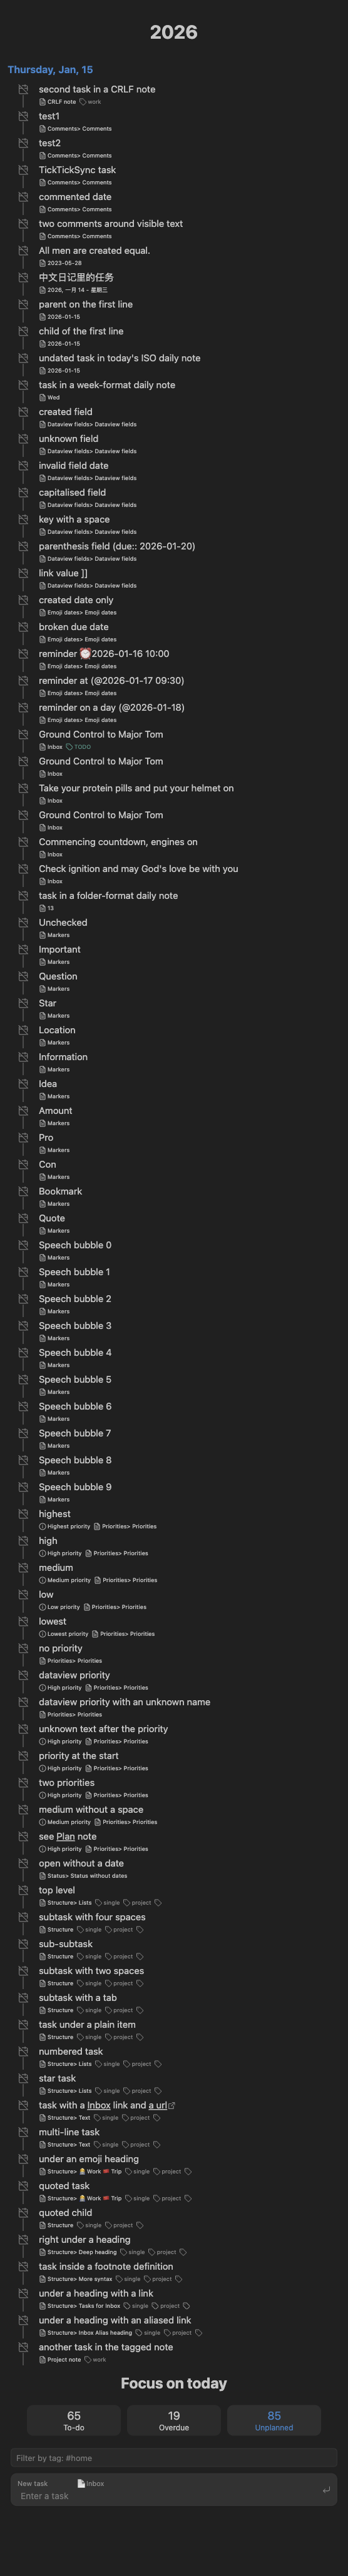 2026
Thursday, Jan, 15
second task in a CRLF note
CRLF note work
test1
Comments> Comments
test2
Comments> Comments
TickTickSync task
Comments> Comments
commented date
Comments> Comments
two comments around visible text
Comments> Comments
All men are created equal.
2023-05-28
中文日记里的任务
2026, 一月 14 - 星期三
parent on the first line
2026-01-15
child of the first line
2026-01-15
undated task in today's ISO daily note
2026-01-15
task in a week-format daily note
Wed
created field
Dataview fields> Dataview fields
unknown field
Dataview fields> Dataview fields
invalid field date
Dataview fields> Dataview fields
capitalised field
Dataview fields> Dataview fields
key with a space
Dataview fields> Dataview fields
parenthesis field (due:: 2026-01-20)
Dataview fields> Dataview fields
link value ]]
Dataview fields> Dataview fields
created date only
Emoji dates> Emoji dates
broken due date
Emoji dates> Emoji dates
reminder ⏰2026-01-16 10:00
Emoji dates> Emoji dates
reminder at (@2026-01-17 09:30)
Emoji dates> Emoji dates
reminder on a day (@2026-01-18)
Emoji dates> Emoji dates
Ground Control to Major Tom
Inbox TODO
Ground Control to Major Tom
Inbox
Take your protein pills and put your helmet on
Inbox
Ground Control to Major Tom
Inbox
Commencing countdown, engines on
Inbox
Check ignition and may God's love be with you
Inbox
task in a folder-format daily note
13
Unchecked
Markers
Important
Markers
Question
Markers
Star
Markers
Location
Markers
Information
Markers
Idea
Markers
Amount
Markers
Pro
Markers
Con
Markers
Bookmark
Markers
Quote
Markers
Speech bubble 0
Markers
Speech bubble 1
Markers
Speech bubble 2
Markers
Speech bubble 3
Markers
Speech bubble 4
Markers
Speech bubble 5
Markers
Speech bubble 6
Markers
Speech bubble 7
Markers
Speech bubble 8
Markers
Speech bubble 9
Markers
highest
Highest priority Priorities> Priorities
high
High priority Priorities> Priorities
medium
Medium priority Priorities> Priorities
low
Low priority Priorities> Priorities
lowest
Lowest priority Priorities> Priorities
no priority
Priorities> Priorities
dataview priority
High priority Priorities> Priorities
dataview priority with an unknown name
Priorities> Priorities
unknown text after the priority
High priority Priorities> Priorities
priority at the start
High priority Priorities> Priorities
two priorities
High priority Priorities> Priorities
medium without a space
Medium priority Priorities> Priorities
see Plan note
High priority Priorities> Priorities
open without a date
Status> Status without dates
top level
Structure> Lists single project
subtask with four spaces
Structure single project
sub-subtask
Structure single project
subtask with two spaces
Structure single project
subtask with a tab
Structure single project
task under a plain item
Structure single project
numbered task
Structure> Lists single project
star task
Structure> Lists single project
task with a Inbox link and a url
Structure> Text single project
multi-line task
Structure> Text single project
under an emoji heading
Structure> Work Trip single project
quoted task
Structure> Work Trip single project
quoted child
Structure single project
right under a heading
Structure> Deep heading single project
task inside a footnote definition
Structure> More syntax single project
under a heading with a link
Structure> Tasks for Inbox single project
under a heading with an aliased link
Structure> Inbox Alias heading single project
another task in the tagged note
Project note work
Focus on today
65 19 85
To-do Overdue Unplanned
Filter by tag: #home
New task Inbox
Enter a task